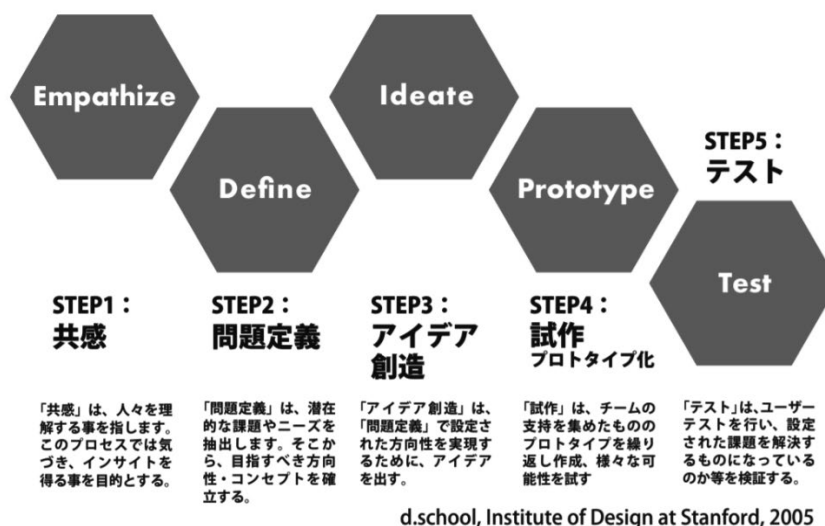 Empathize
Define
Ideate
Prototype
Test
STEP1：
共感
「共感」は、人々を理
解する事を指します。
このプロセスでは気
づき、インサイトを
得る事を目的とする。
STEP2：
問題定義
「問題定義」は、潜在
的な課題やニーズを
抽出します。そこか
ら、目指すべき方向
性・コンセプトを確
立する。
STEP3：
アイデア
創造
「アイデア創造」は、
「問題定義」で設定さ
れた方向性を実現す
るために、アイデア
を出す。
STEP4：
試作
プロトタイプ化
「試作」は、チームの
支持を集めたものの
プロトタイプを繰り
返し作成、様々な可
能性を試す
STEP5：
テスト
「テスト」は、ユーザー
テストを行い、設定
された課題を解決す
るものになっている
のか等を検証する。
d.school, Institute of Design at Stanford, 2005